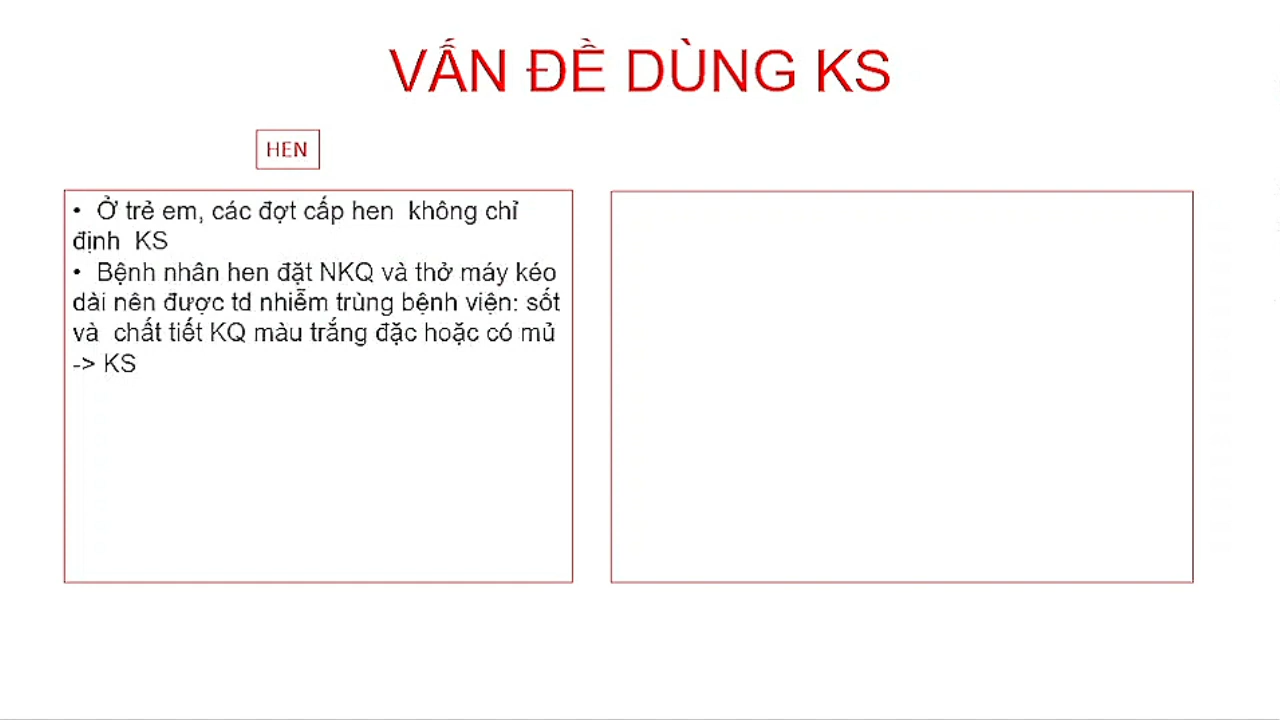 VẤN ĐỀ DÙNG KS
HEN
• Ở trẻ em, các đợt cấp hen không chỉ
định KS
• Bệnh nhân hen đặt NKQ và thở máy kéo
dài nên được td nhiễm trùng bệnh viện: sốt
và chất tiết KQ màu trắng đặc hoặc có mủ
-> KS